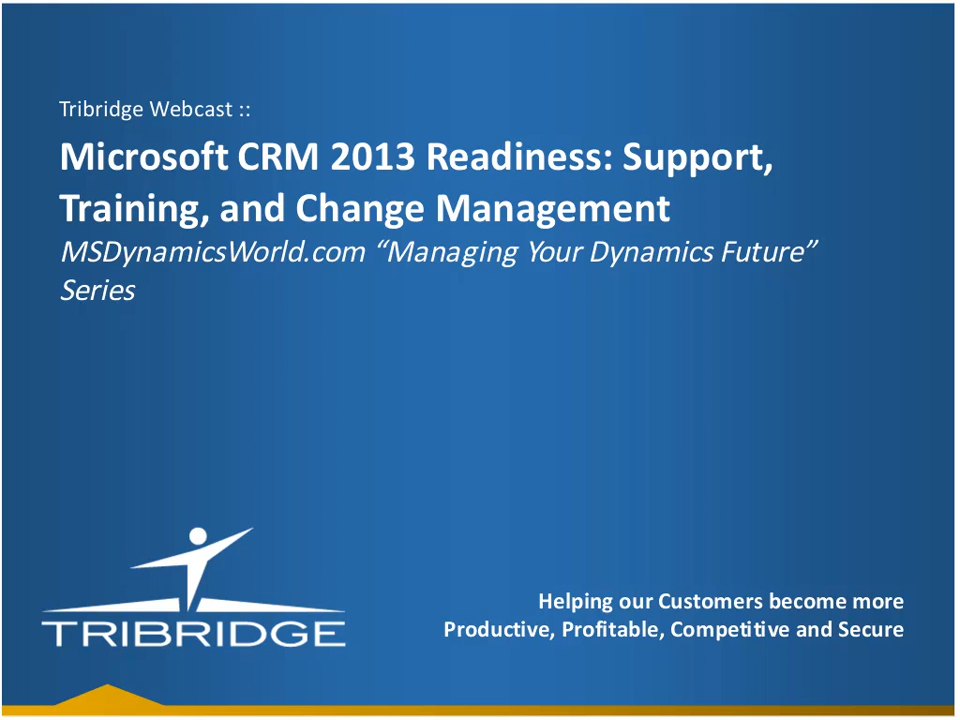 Tribridge Webcast ::
Microsoft CRM 2013 Readiness: Support,
Training, and Change Management
MSDynamicsWorld.com “Managing Your Dynamics Future”
Series
TRIBRIDGE
Helping our Customers become more
Productive, Profitable, Competitive and Secure